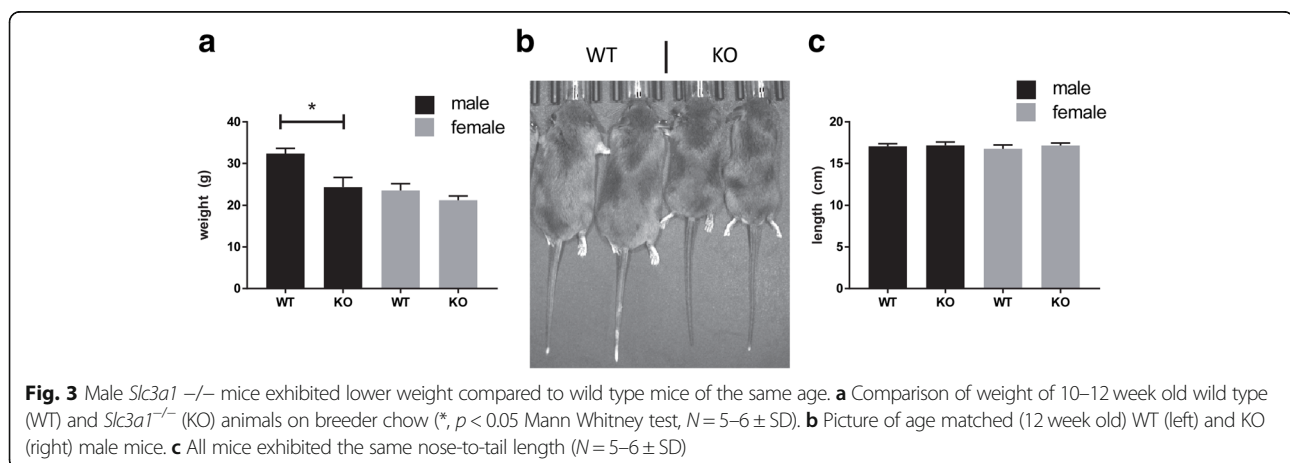 a
b
c
WT
KO
male
female
*
40
30
20
10
0
weight (g)
WT
KO
WT
KO
male
female
20
15
10
5
0
length (cm)
WT
KO
WT
KO
Fig. 3 Male Slc3a1 −/− mice exhibited lower weight compared to wild type mice of the same age. a Comparison of weight of 10–12 week old wild type
(WT) and Slc3a1−/− (KO) animals on breeder chow (*, p < 0.05 Mann Whitney test, N = 5–6 ± SD). b Picture of age matched (12 week old) WT (left) and KO
(right) male mice. c All mice exhibited the same nose-to-tail length (N = 5–6 ± SD)